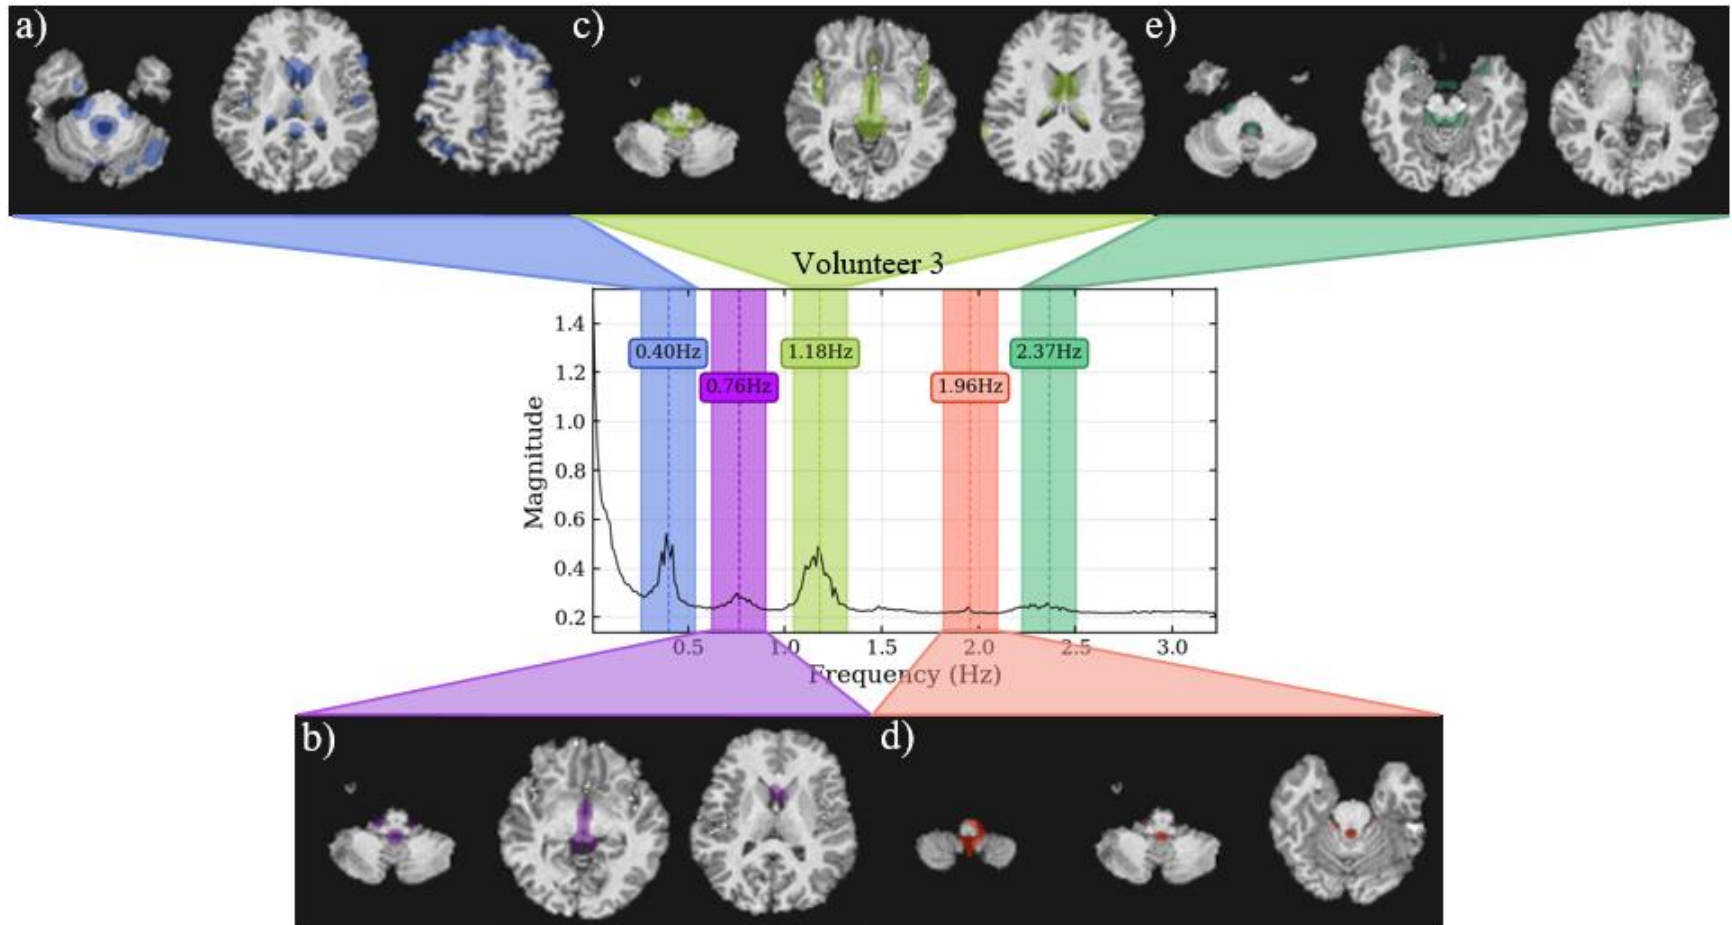 a)
c)
e)
Volunteer 3
1.4
1.2
1.0
0.8
0.6
0.4
0.2
Magnitude
0.40Hz
0.76Hz
1.18Hz
1.96Hz
2.37Hz
0.5
1.0
1.5
2.0
2.5
3.0
Frequency (Hz)
b)
d)